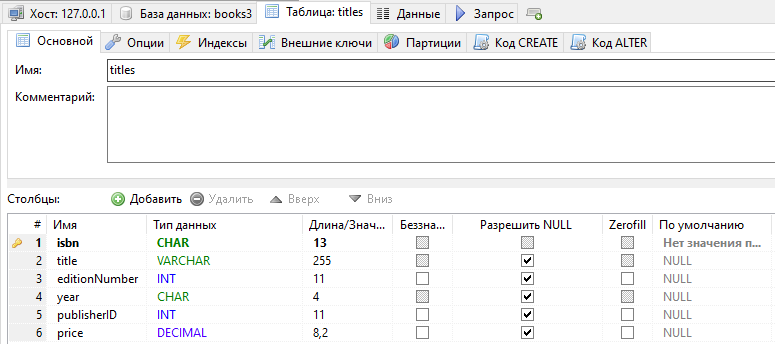 Хост: 127.0.0.1 База данных: books3 Таблица: titles Данные Запрос
Основной Опции Индексы Внешние ключи Партиции Код CREATE Код ALTER
Имя: titles
Комментарий:
Столбцы: Добавить Удалить Вверх Вниз
# Имя Тип данных Длина/Знач... Беззна... Разрешить NULL Zerofill По умолчанию
1 isbn CHAR 13 Нет значения п...
2 title VARCHAR 255 NULL
3 editionNumber INT 11 NULL
4 year CHAR 4 NULL
5 publisherID INT 11 NULL
6 price DECIMAL 8,2 NULL